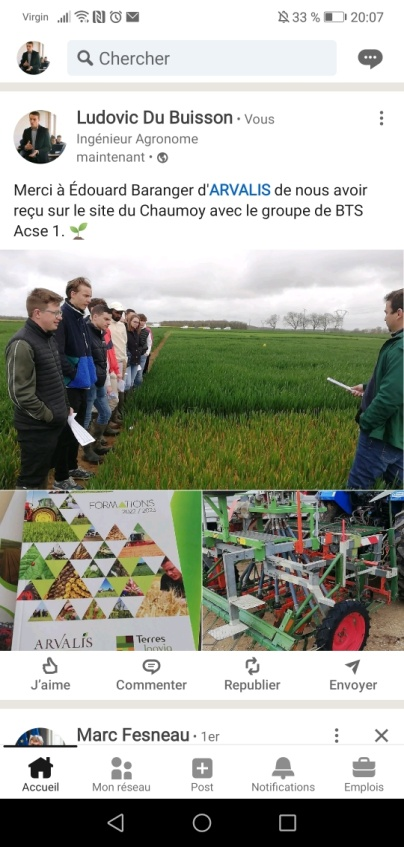 Virgin 33 % 20:07
Chercher
Ludovic Du Buisson • Vous
Ingénieur Agronome
maintenant •
Merci à Édouard Baranger d'ARVALIS de nous avoir
reçu sur le site du Chaumoy avec le groupe de BTS
Acse 1.
FORMATIONS
ARVALIS
Terres
J'aime Commenter Republier Envoyer
Marc Fesneau • 1er
Accueil Mon réseau Post Notifications Emplois